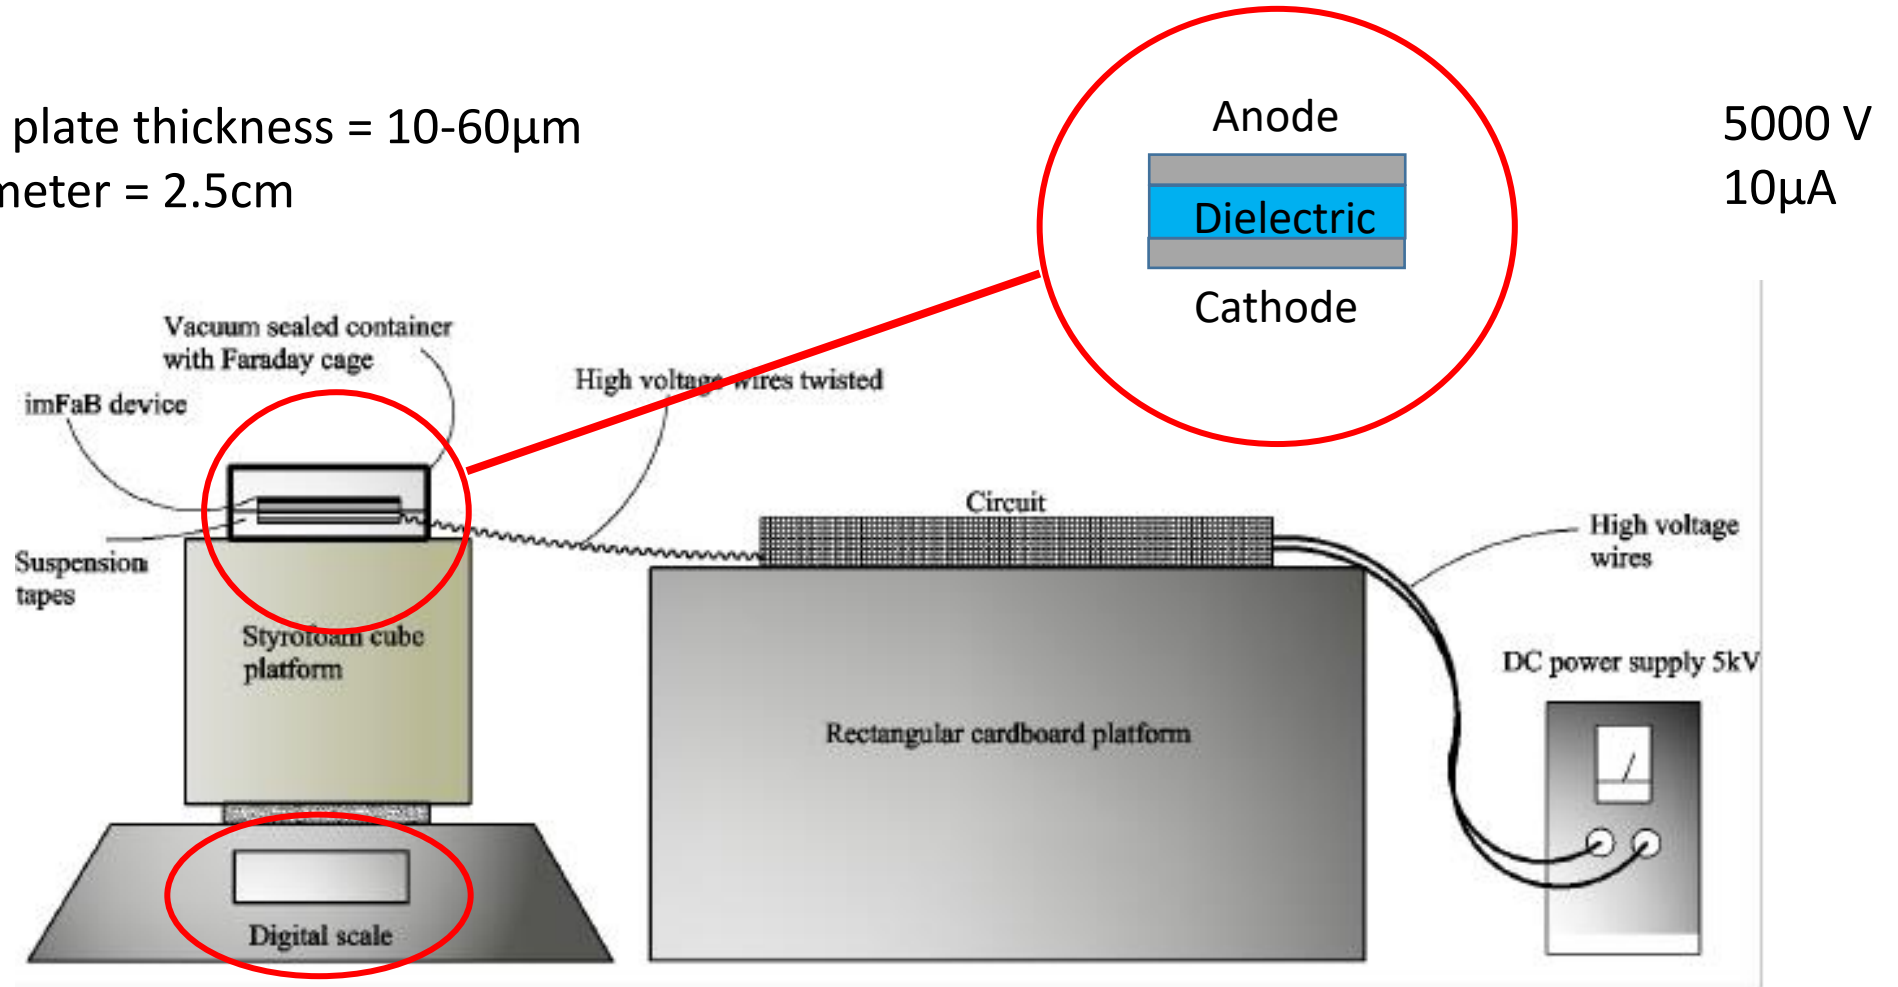 plate thickness = 10-60µm
meter = 2.5cm
Anode
Dielectric
Cathode
5000 V
10µA
Vacuum sealed container
with Faraday cage
imFaB device
High voltage wires twisted
Suspension
tapes
Styrofoam cube
platform
Circuit
High voltage
wires
DC power supply 5kV
Rectangular cardboard platform
Digital scale